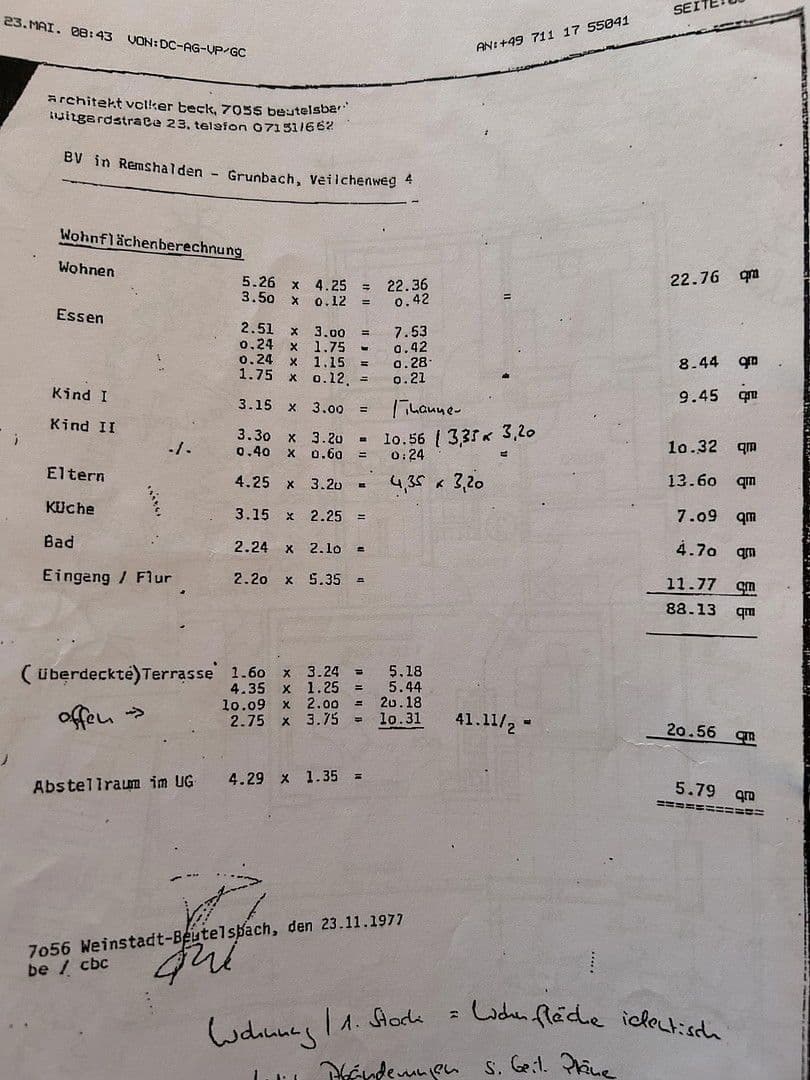 23.MAI. 08:43 VON:DC-AG-VP/GC AN:+49 711 17 55041 SEITE:
architekt volker beck, 7056 beutelsbach
luitgardstraße 23, telefon 07151/662
BV in Remshalden - Grunbach, Veilchenweg 4
Wohnflächenberechnung
Wohnen
5.26 x 4.25 = 22.36
3.50 x 0.12 = 0.42 = 22.76 qm
Essen
2.51 x 3.00 = 7.53
0.24 x 1.75 = 0.42
0.24 x 1.15 = 0.28
1.75 x 0.12 = 0.21 = 8.44 qm
Kind I 3.15 x 3.00 = 9.45 qm
Kind II 3.30 x 3.20 = 10.56 / 3,35 x 3,20
./. 0.40 x 0.60 = 0.24 = 10.32 qm
Eltern 4.25 x 3.20 = 4,35 x 3,20 13.60 qm
Küche 3.15 x 2.25 = 7.09 qm
Bad 2.24 x 2.10 = 4.70 qm
Eingang / Flur 2.20 x 5.35 = 11.77 qm
88.13 qm
(überdeckte) Terrasse 1.60 x 3.24 = 5.18
4.35 x 1.25 = 5.44
offen → 10.09 x 2.00 = 20.18
2.75 x 3.75 = 10.31 41.11/2 = 20.56 qm
Abstellraum im UG 4.29 x 1.35 = 5.79 qm
7056 Weinstadt-Beutelsbach, den 23.11.1977
be / cbc
Wohnung / 1. Stock = Wohnfläche identisch
Abänderungen s. beil. Pläne